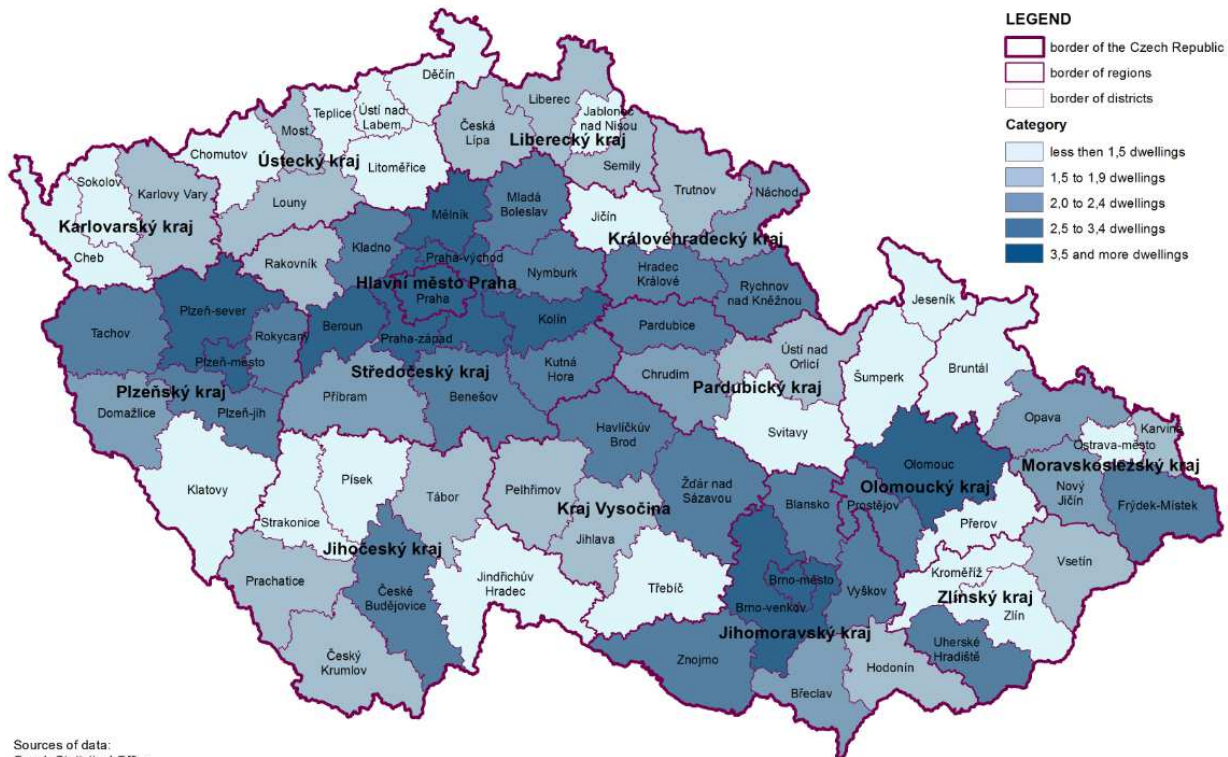 LEGEND
border of the Czech Republic
border of regions
border of districts
Category
less then 1,5 dwellings
1,5 to 1,9 dwellings
2,0 to 2,4 dwellings
2,5 to 3,4 dwellings
3,5 and more dwellings
Děčín
Liberec
Jablonec
nad Nisou
Teplice
Ústí nad
Labem
Česká
Lípa
Liberecký kraj
Most
Chomutov
Ústecký kraj
Litoměřice
Semily
Trutnov
Náchod
Sokolov
Karlovy Vary
Louny
Mladá
Boleslav
Jičín
Karlovarský kraj
Mělník
Královéhradecký kraj
Cheb
Rakovník
Kladno
Praha-východ
Nymburk
Hradec
Králové
Rychnov
nad Kněžnou
Hlavní město Praha
Praha
Jeseník
Tachov
Plzeň-sever
Rokycany
Beroun
Praha-západ
Kolín
Pardubice
Plzeň-město
Kutná
Hora
Ústí nad
Orlicí
Šumperk
Bruntál
Plzeňský kraj
Středočeský kraj
Chrudim
Pardubický kraj
Domažlice
Plzeň-jih
Příbram
Benešov
Havlíčkův
Brod
Svitavy
Opava
Karviná
Ostrava-město
Moravskoslezský kraj
Klatovy
Písek
Tábor
Pelhřimov
Žďár nad
Sázavou
Blansko
Olomouc
Olomoucký kraj
Prostějov
Nový
Jičín
Frýdek-Místek
Strakonice
Kraj Vysočina
Jihlava
Přerov
Jihočeský kraj
Prachatice
České
Budějovice
Jindřichův
Hradec
Třebíč
Brno-město
Brno-venkov
Vyškov
Kroměříž
Vsetín
Zlínský kraj
Zlín
Jihomoravský kraj
Český
Krumlov
Znojmo
Hodonín
Uherské
Hradiště
Břeclav
Sources of data: